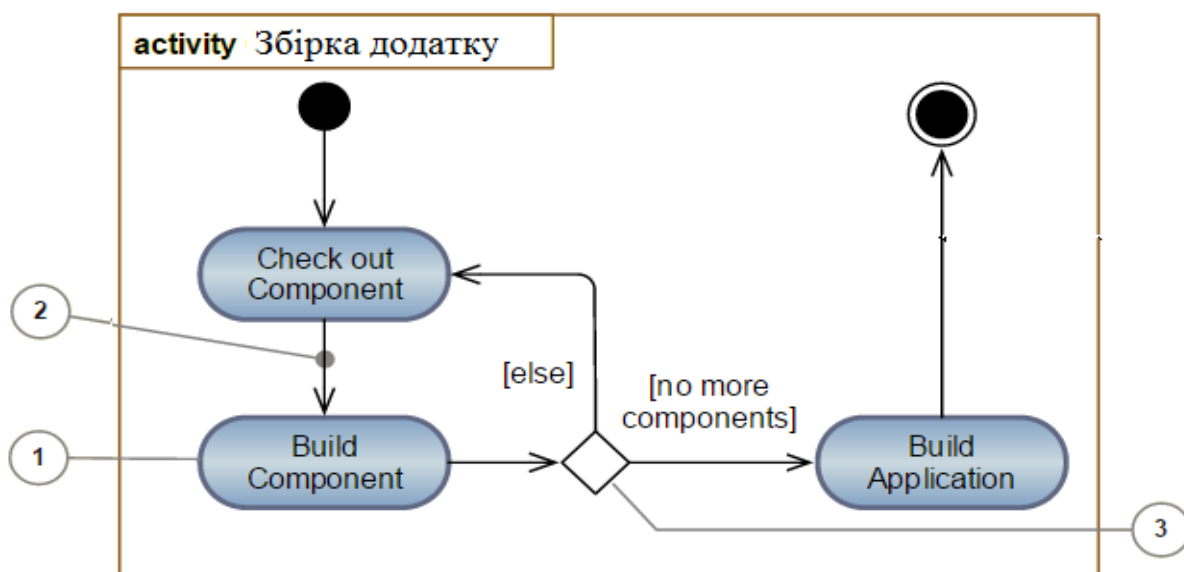 activity Збірка додатку
Check out
Component
2
[else]
[no more
components]
1
Build
Component
Build
Application
3